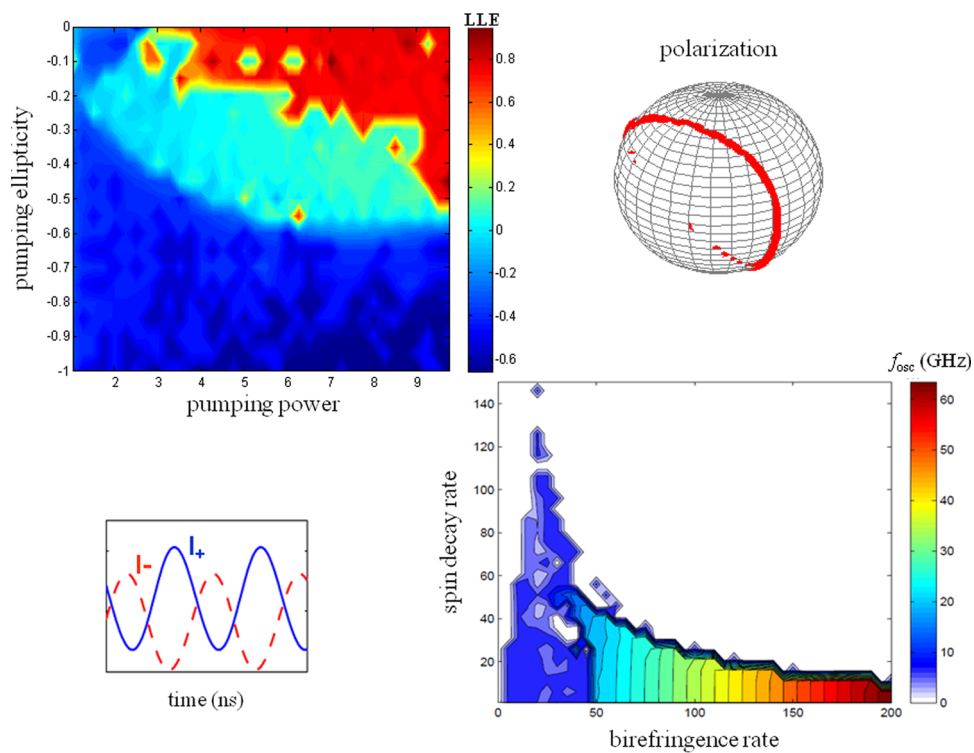 LLE
0
-0.1
-0.2
-0.3
-0.4
-0.5
-0.6
-0.7
-0.8
-0.9
-1
pumping ellipticity
2 3 4 5 6 7 8 9
pumping power
0.8
0.6
0.4
0.2
0
-0.2
-0.4
-0.6
polarization
I-
I+
time (ns)
fosc (GHz)
140
120
100
80
60
40
20
spin decay rate
0 50 100 150 200
birefringence rate
60
50
40
30
20
10
0